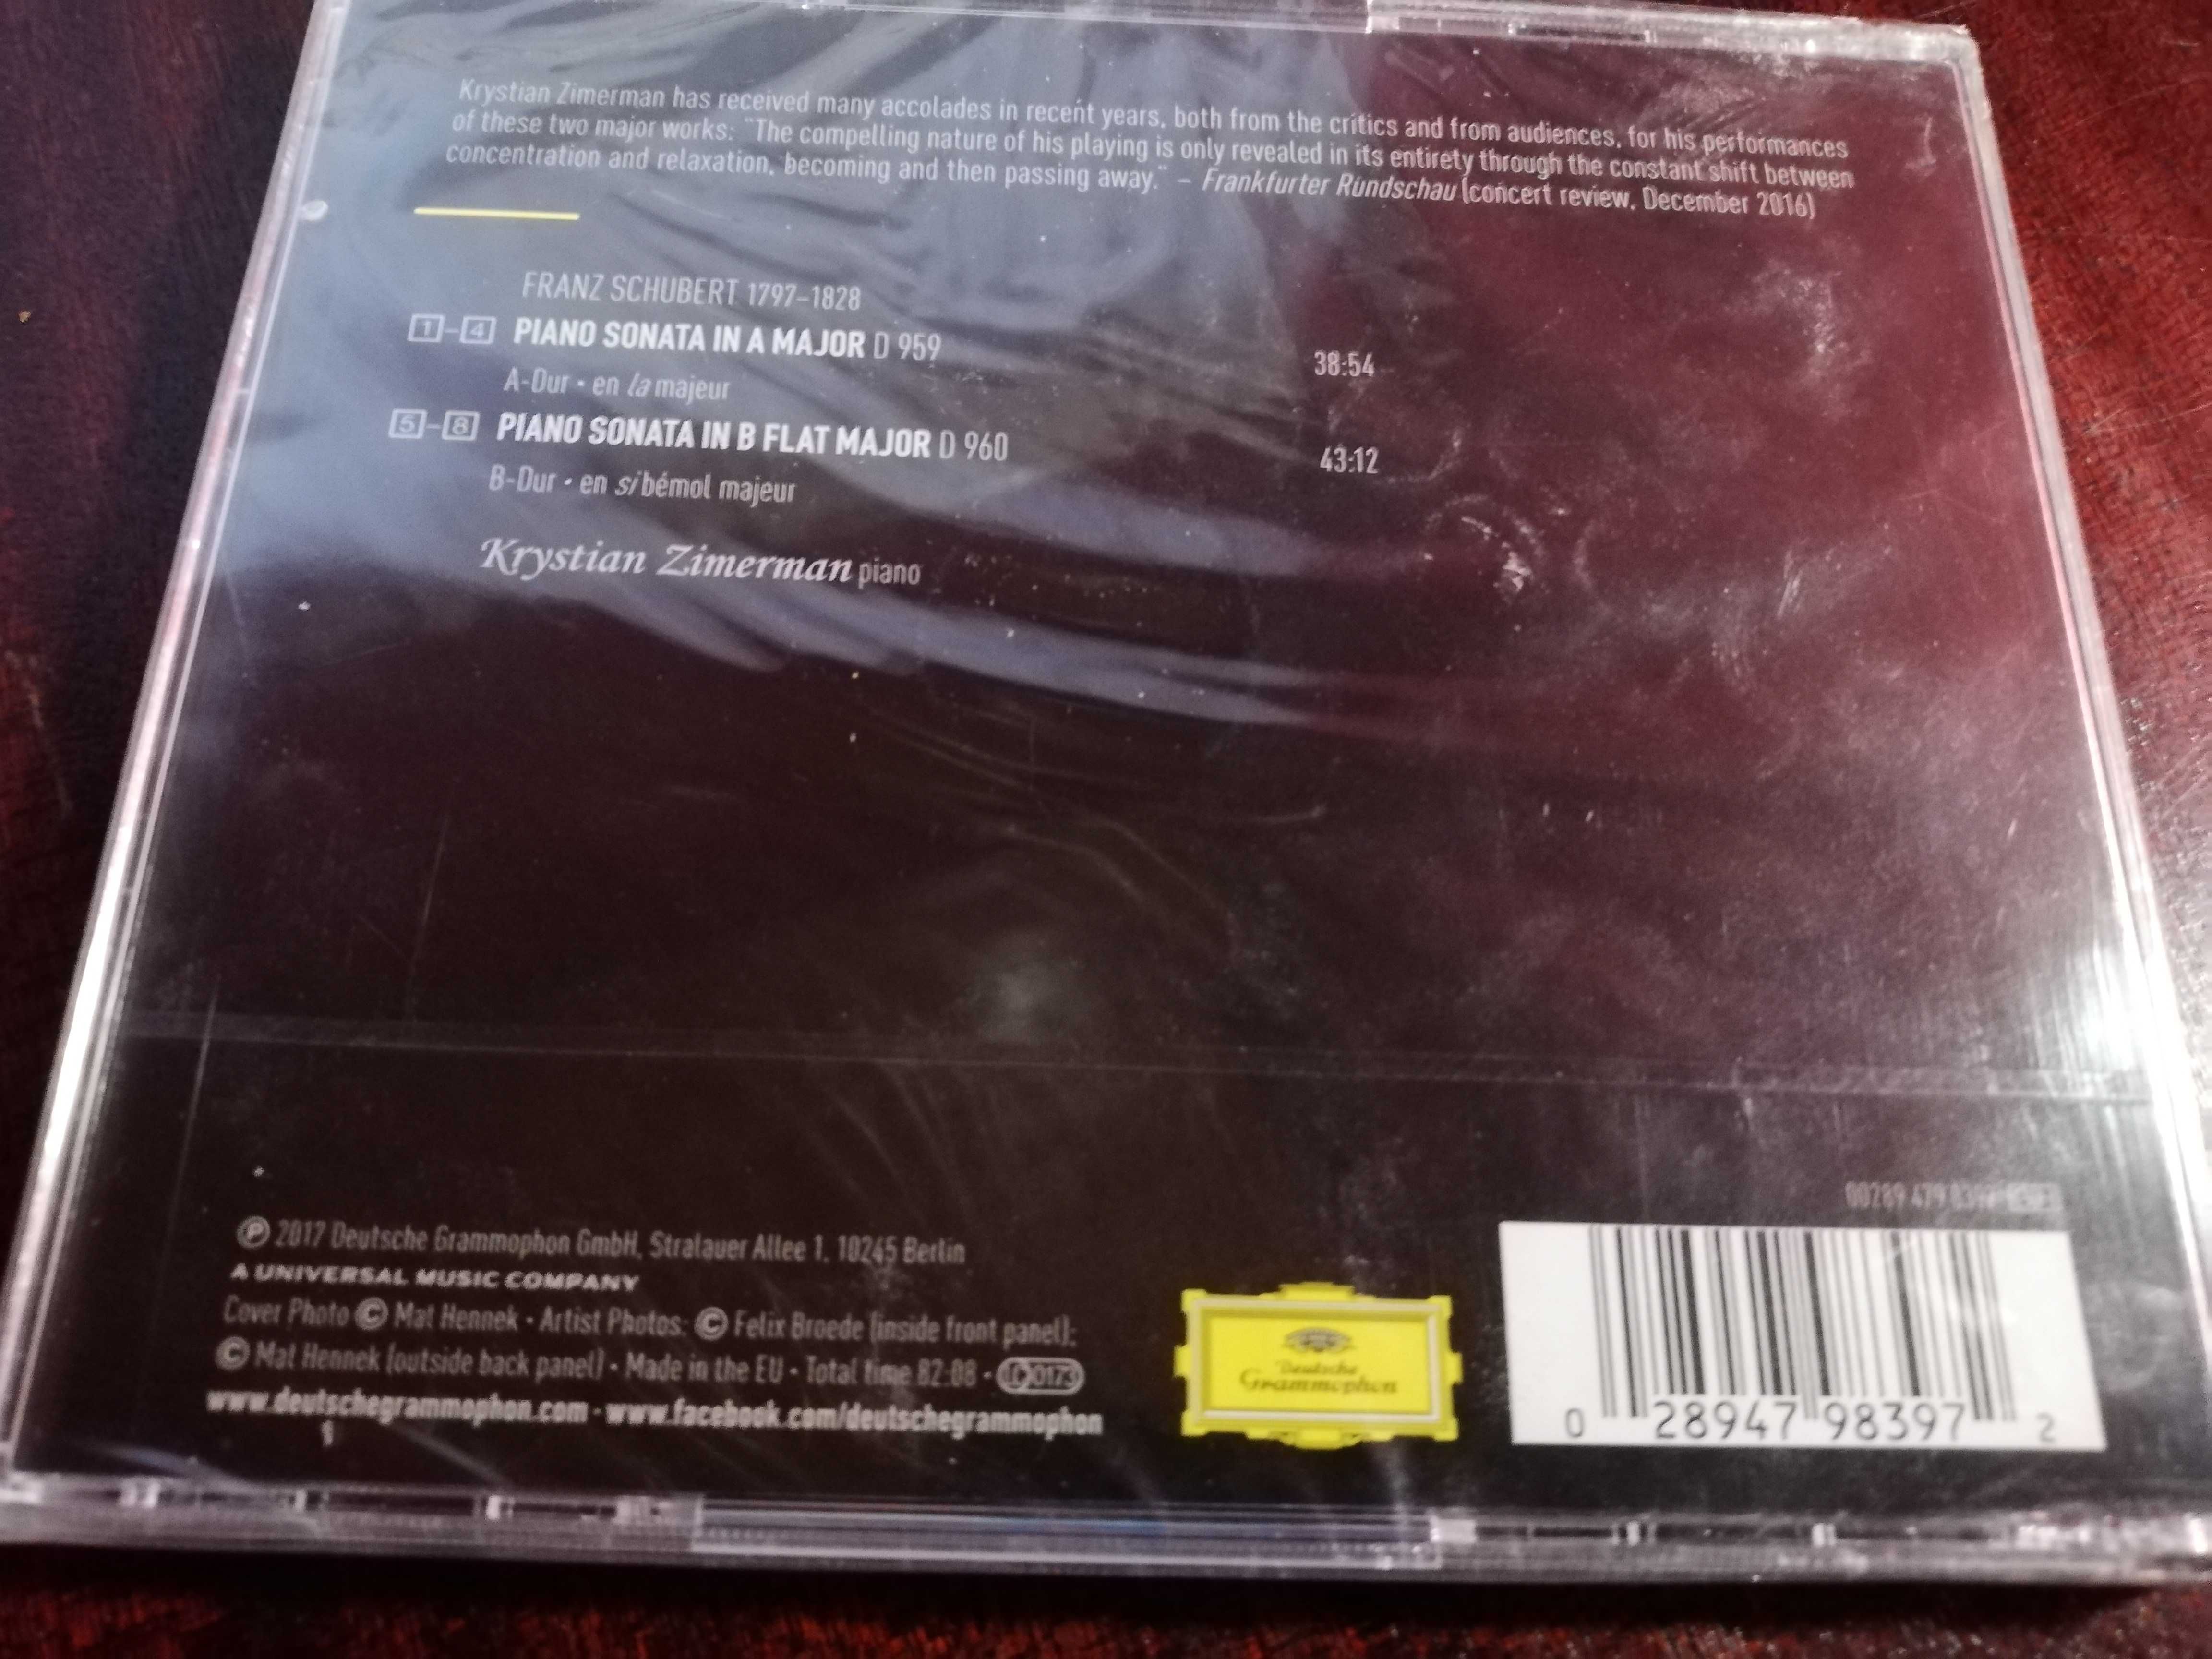 Krystian Zimerman has received many accolades in recent years, both from the critics and from audiences, for his performances
of these two major works: "The compelling nature of his playing is only revealed in its entirety through the constant shift between
concentration and relaxation, becoming and then passing away." – Frankfurter Rundschau (concert review, December 2016)
FRANZ SCHUBERT 1797–1828
1–4 PIANO SONATA IN A MAJOR D 959 38:54
A-Dur · en la majeur
5–8 PIANO SONATA IN B FLAT MAJOR D 960 43:12
B-Dur · en si bémol majeur
Krystian Zimerman piano
℗ 2017 Deutsche Grammophon GmbH, Stralauer Allee 1, 10245 Berlin
A UNIVERSAL MUSIC COMPANY
Cover Photo © Mat Hennek · Artist Photos: © Felix Broede (inside front panel);
© Mat Hennek (outside back panel) · Made in the EU · Total time 82:08 · LC 0173
www.deutschegrammophon.com · www.facebook.com/deutschegrammophon
1
Deutsche
Grammophon
00289 479
0 28947 98397 2